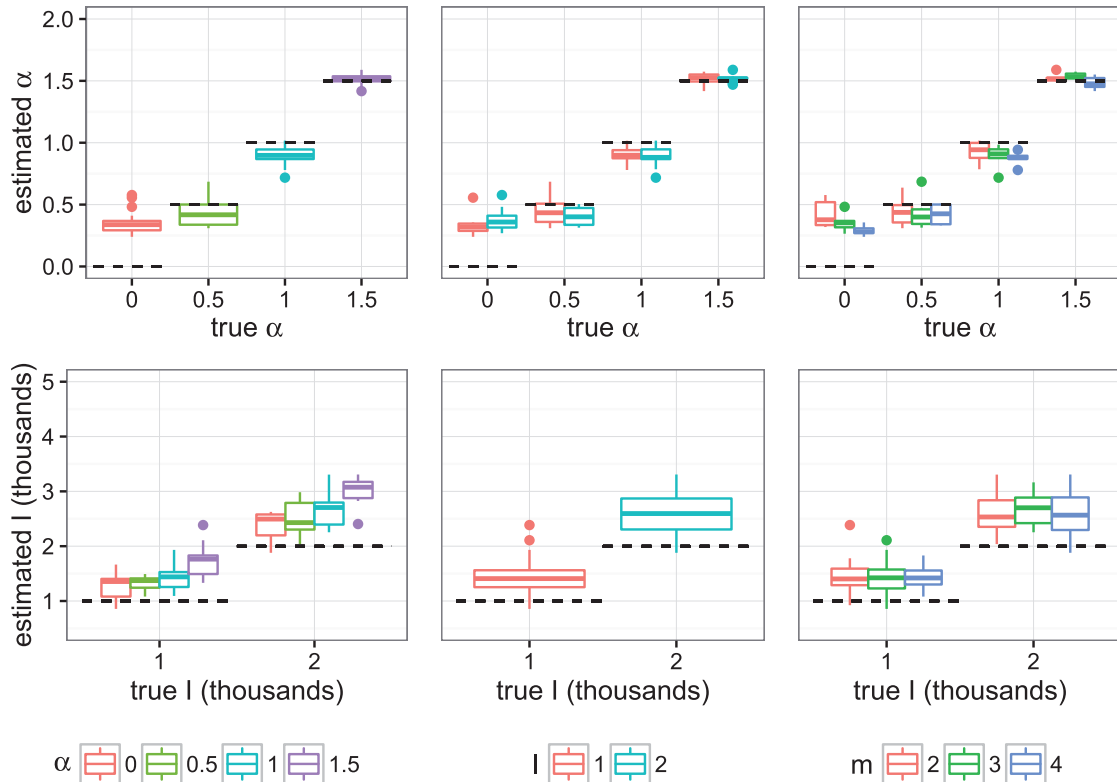 estimated α
2.0
1.5
1.0
0.5
0.0
0 0.5 1 1.5
true α
0 0.5 1 1.5
true α
0 0.5 1 1.5
true α
estimated I (thousands)
5
4
3
2
1
1 2
true I (thousands)
1 2
true I (thousands)
1 2
true I (thousands)
α 0 0.5 1 1.5
I 1 2
m 2 3 4